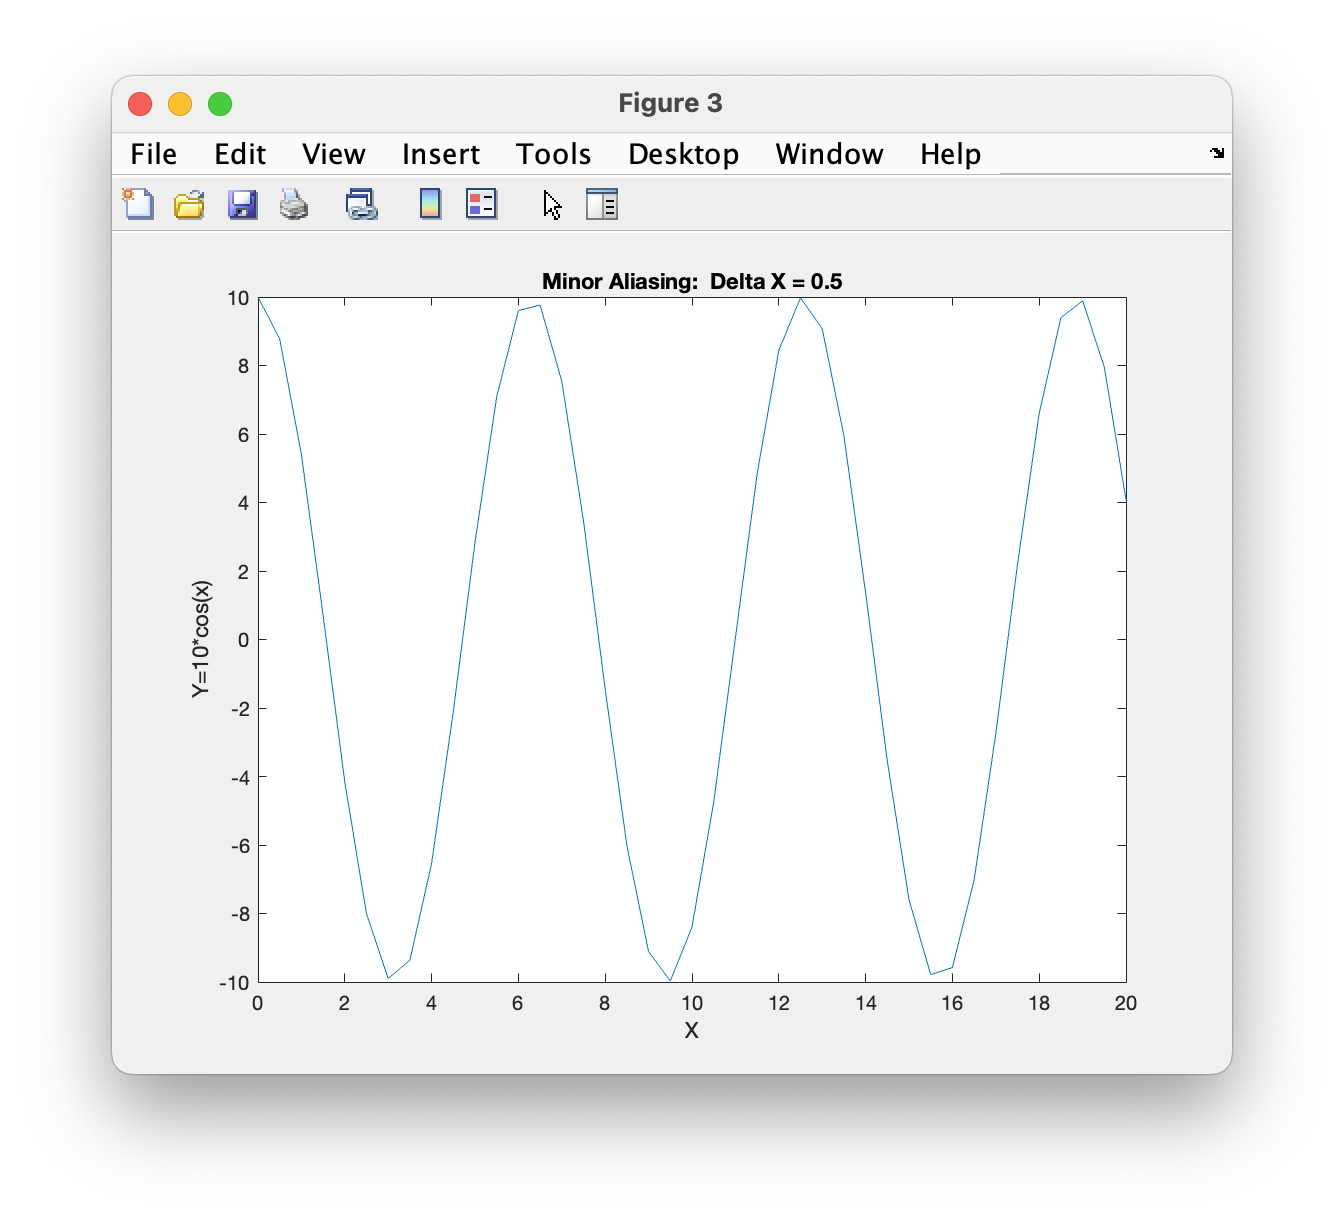 Figure 3
File Edit View Insert Tools Desktop Window Help
Minor Aliasing:  Delta X = 0.5
10
8
6
4
2
0
-2
-4
-6
-8
-10
Y=10*cos(x)
0 2 4 6 8 10 12 14 16 18 20
X